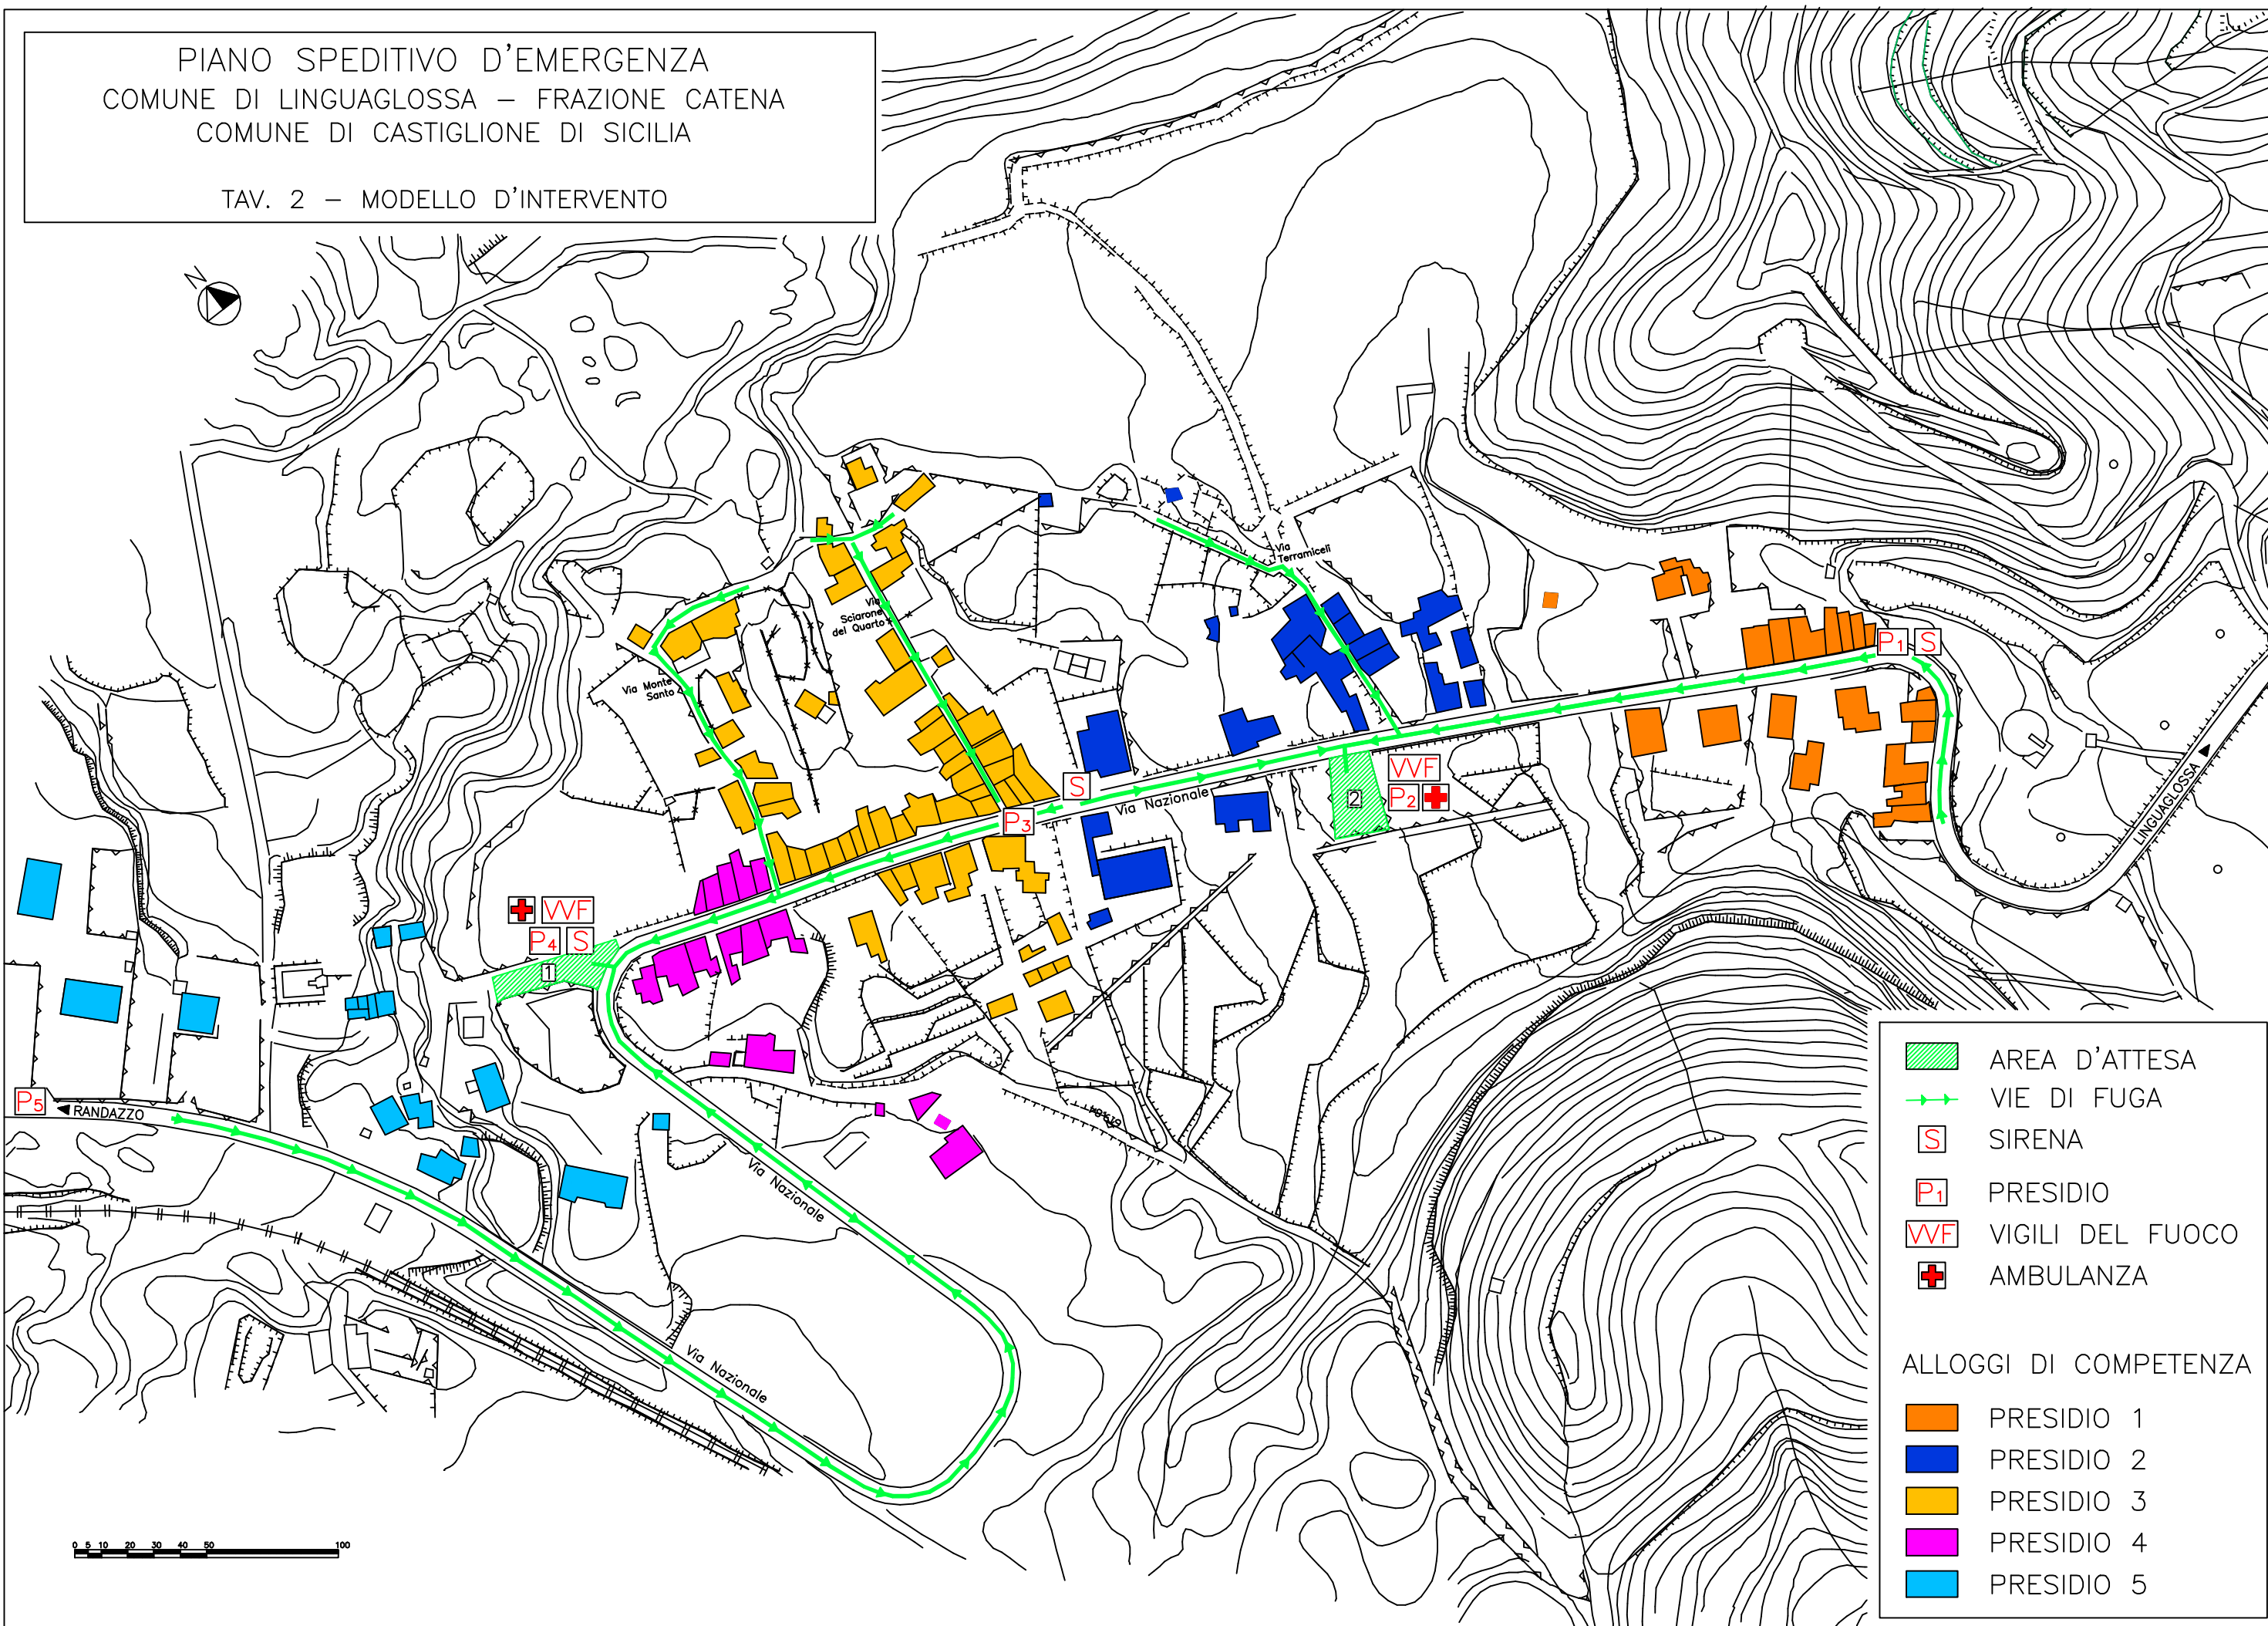 PIANO SPEDITIVO D'EMERGENZA
COMUNE DI LINGUAGLOSSA – FRAZIONE CATENA
COMUNE DI CASTIGLIONE DI SICILIA
TAV. 2 – MODELLO D'INTERVENTO
N
Via
Terramiceli
Via
Sciarone
del Quarto
Via Monte
Santo
P1 S
VVF
P2
2
S
Via Nazionale
P3
LINGUAGLOSSA
VVF
P4 S
1
P5
RANDAZZO
Via Nazionale
Via Nazionale
0 5 10 20 30 40 50 100
AREA D'ATTESA
VIE DI FUGA
S SIRENA
P1 PRESIDIO
VVF VIGILI DEL FUOCO
AMBULANZA
ALLOGGI DI COMPETENZA
PRESIDIO 1
PRESIDIO 2
PRESIDIO 3
PRESIDIO 4
PRESIDIO 5